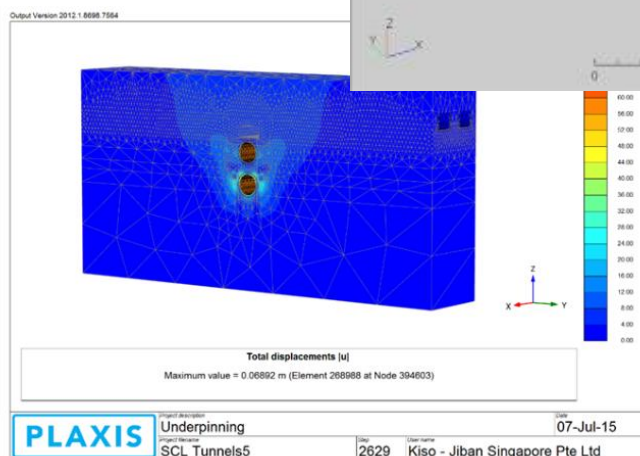 Output Version 2012.1.8698.7564
Z
Y
X
0
60.00
56.00
52.00
48.00
44.00
40.00
36.00
32.00
28.00
24.00
20.00
16.00
12.00
8.00
4.00
0.00
Z
X
Y
Total displacements |u|
Maximum value = 0.06892 m (Element 268988 at Node 394603)
PLAXIS
Project description
Underpinning
Date
07-Jul-15
Project filename
SCL Tunnels5
Step
2629
User name
Kiso - Jiban Singapore Pte Ltd